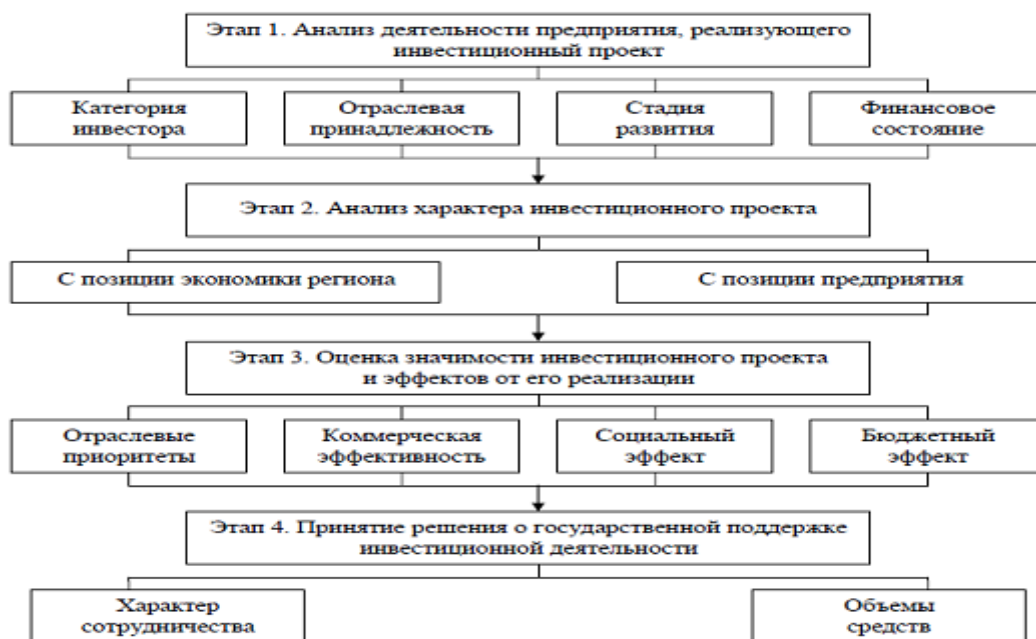 Этап 1. Анализ деятельности предприятия, реализующего
инвестиционный проект
Категория
инвестора
Отраслевая
принадлежность
Стадия
развития
Финансовое
состояние
Этап 2. Анализ характера инвестиционного проекта
С позиции экономики региона
С позиции предприятия
Этап 3. Оценка значимости инвестиционного проекта
и эффектов от его реализации
Отраслевые
приоритеты
Коммерческая
эффективность
Социальный
эффект
Бюджетный
эффект
Этап 4. Принятие решения о государственной поддержке
инвестиционной деятельности
Характер
сотрудничества
Объемы
средств